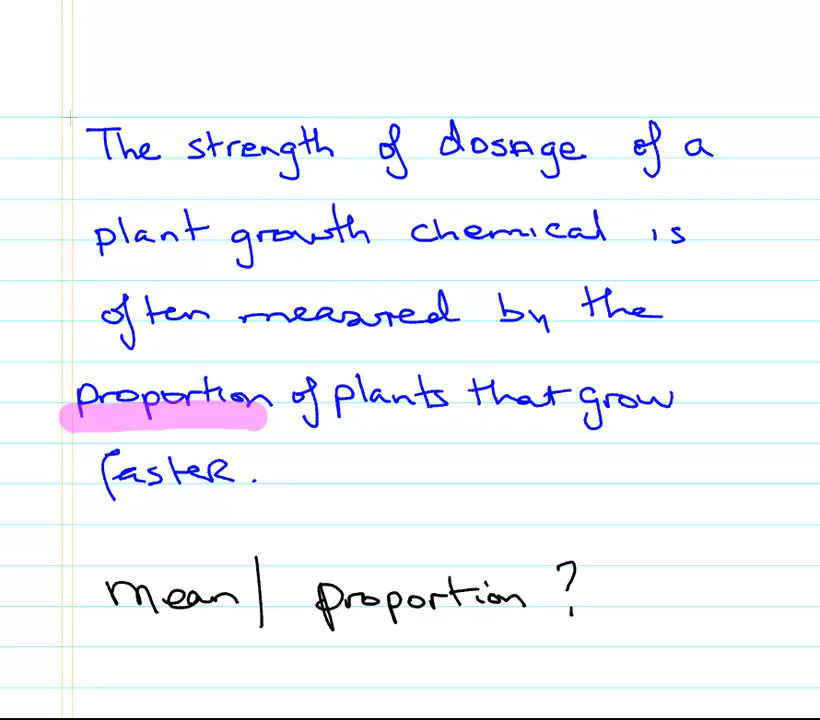 The strength of dosage of a
plant growth chemical is
often measured by the
proportion of plants that grow
faster.
mean | proportion ?